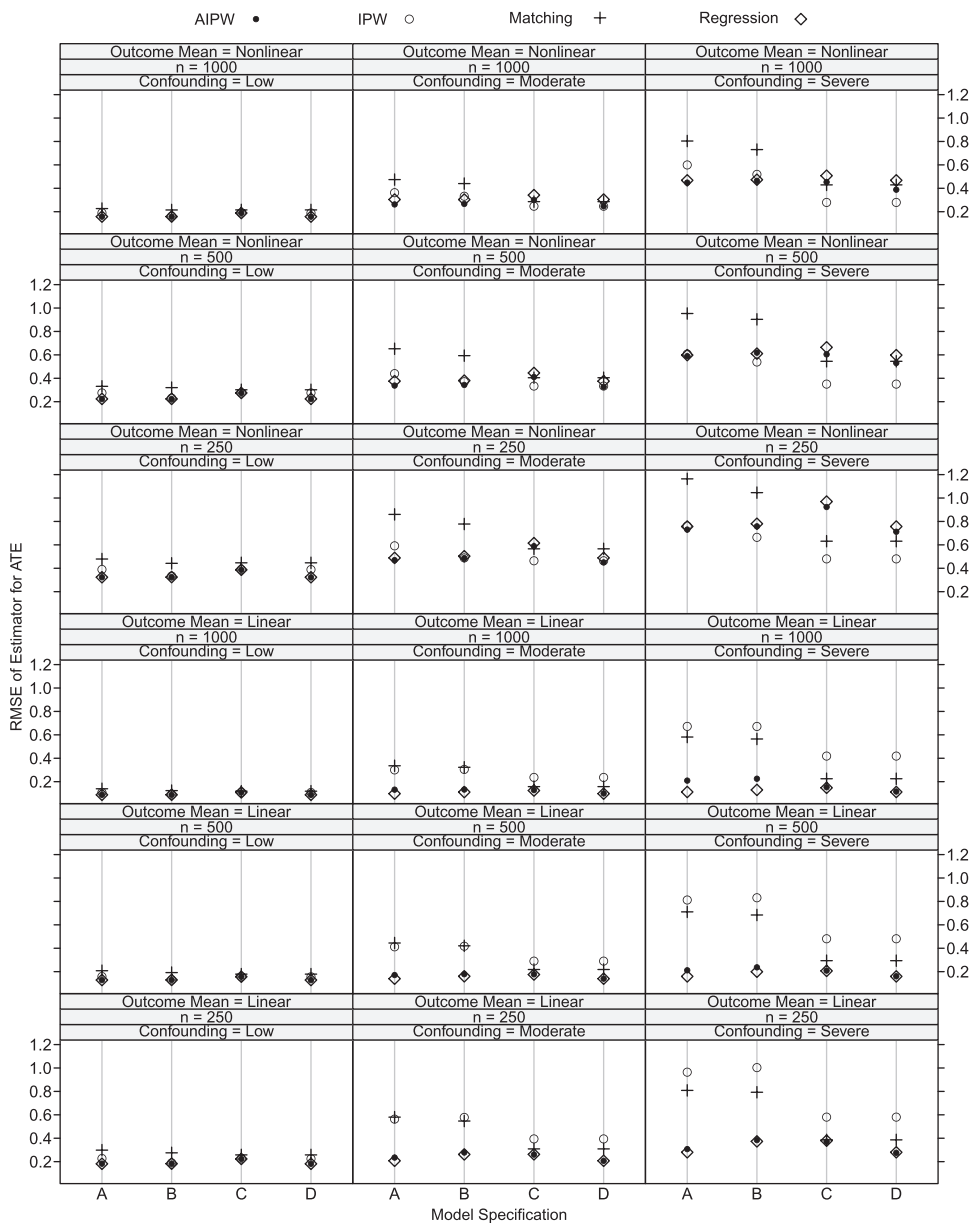 AIPW IPW Matching Regression
Outcome Mean = Nonlinear Outcome Mean = Nonlinear Outcome Mean = Nonlinear
n = 1000 n = 1000 n = 1000
Confounding = Low Confounding = Moderate Confounding = Severe
1.2
1.0
0.8
0.6
0.4
0.2
Outcome Mean = Nonlinear Outcome Mean = Nonlinear Outcome Mean = Nonlinear
n = 500 n = 500 n = 500
Confounding = Low Confounding = Moderate Confounding = Severe
1.2
1.0
0.8
0.6
0.4
0.2
Outcome Mean = Nonlinear Outcome Mean = Nonlinear Outcome Mean = Nonlinear
n = 250 n = 250 n = 250
Confounding = Low Confounding = Moderate Confounding = Severe
1.2
1.0
0.8
0.6
0.4
0.2
RMSE of Estimator for ATE
Outcome Mean = Linear Outcome Mean = Linear Outcome Mean = Linear
n = 1000 n = 1000 n = 1000
Confounding = Low Confounding = Moderate Confounding = Severe
1.2
1.0
0.8
0.6
0.4
0.2
Outcome Mean = Linear Outcome Mean = Linear Outcome Mean = Linear
n = 500 n = 500 n = 500
Confounding = Low Confounding = Moderate Confounding = Severe
1.2
1.0
0.8
0.6
0.4
0.2
Outcome Mean = Linear Outcome Mean = Linear Outcome Mean = Linear
n = 250 n = 250 n = 250
Confounding = Low Confounding = Moderate Confounding = Severe
1.2
1.0
0.8
0.6
0.4
0.2
A B C D A B C D A B C D
Model Specification